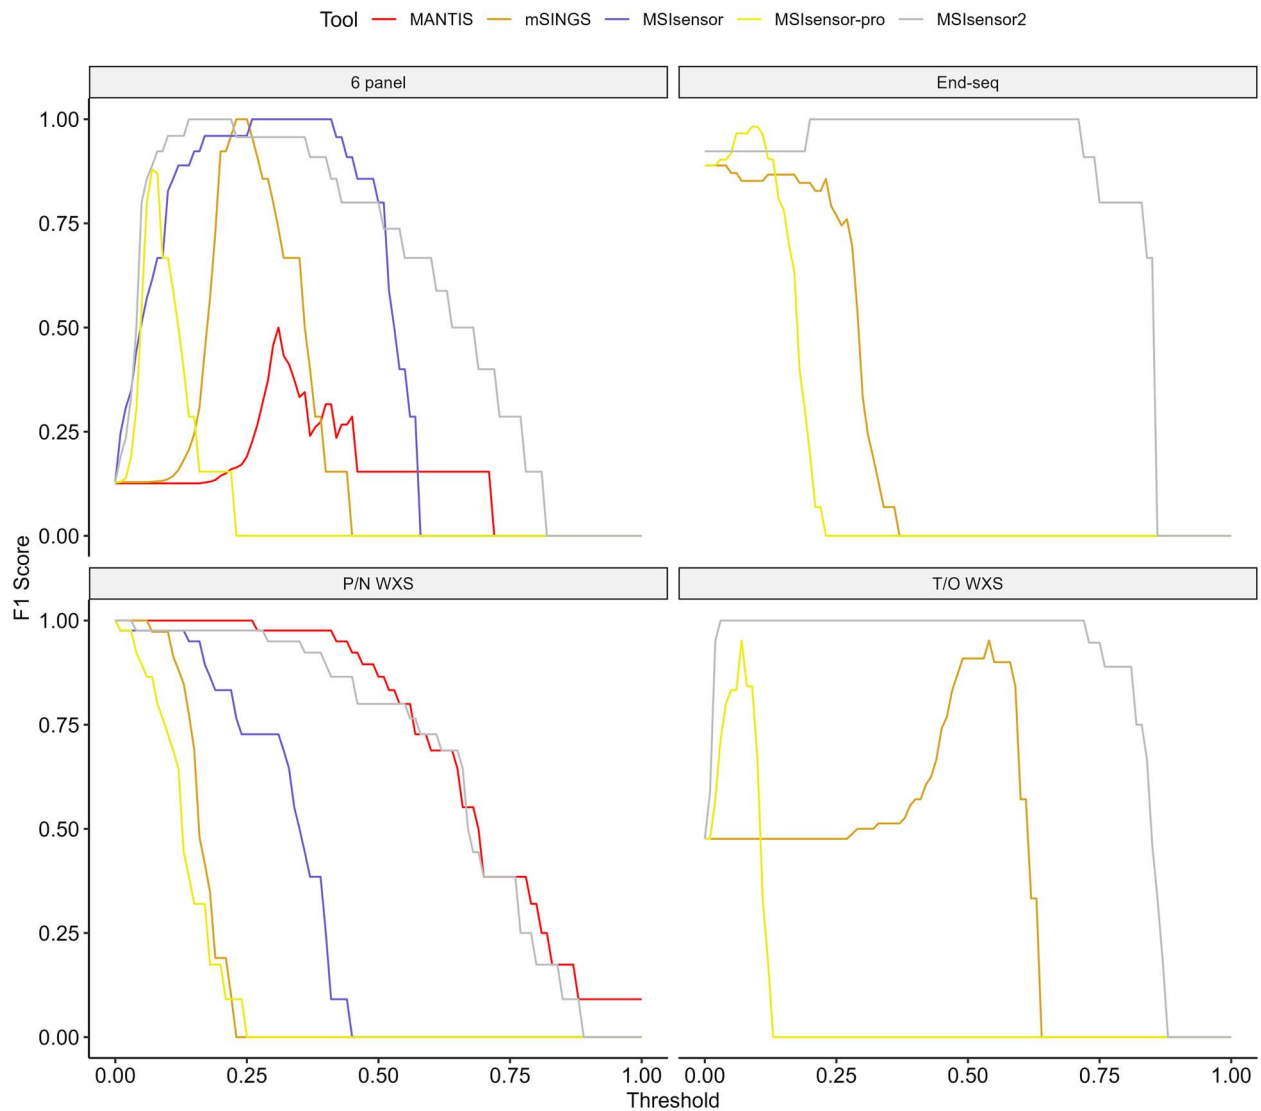 Tool MANTIS mSINGS MSIsensor MSIsensor-pro MSIsensor2
6 panel End-seq
1.00
0.75
0.50
0.25
0.00
F1 Score
P/N WXS T/O WXS
1.00
0.75
0.50
0.25
0.00
0.00 0.25 0.50 0.75 1.00 0.00 0.25 0.50 0.75 1.00
Threshold